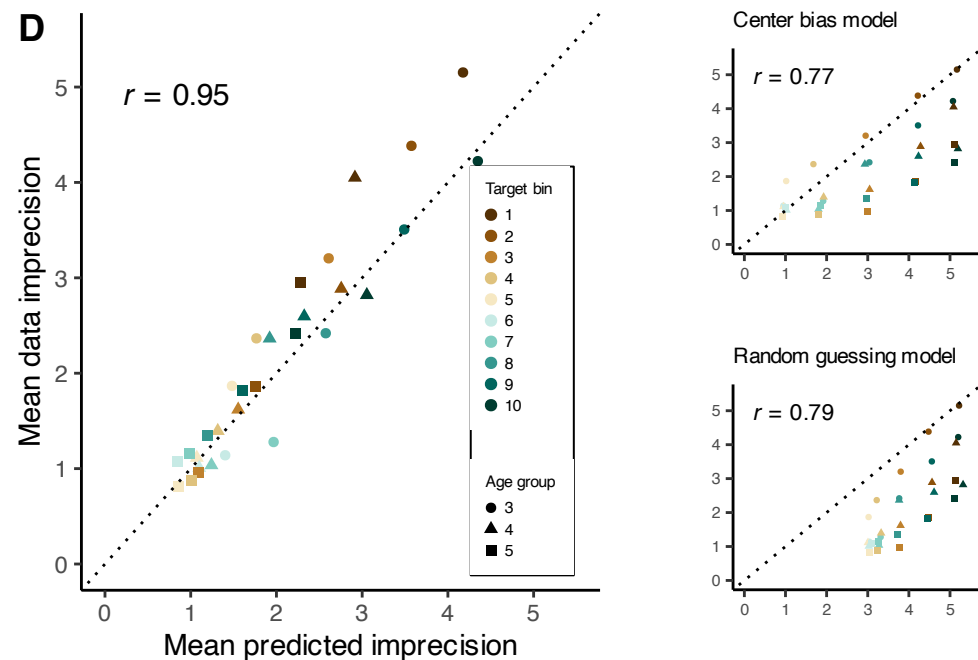 D
r = 0.95
Mean data imprecision
5
4
3
2
1
0
0 1 2 3 4 5
Mean predicted imprecision
Target bin
1
2
3
4
5
6
7
8
9
10
Age group
3
4
5
Center bias model
r = 0.77
5
4
3
2
1
0
0 1 2 3 4 5
Random guessing model
r = 0.79
5
4
3
2
1
0
0 1 2 3 4 5